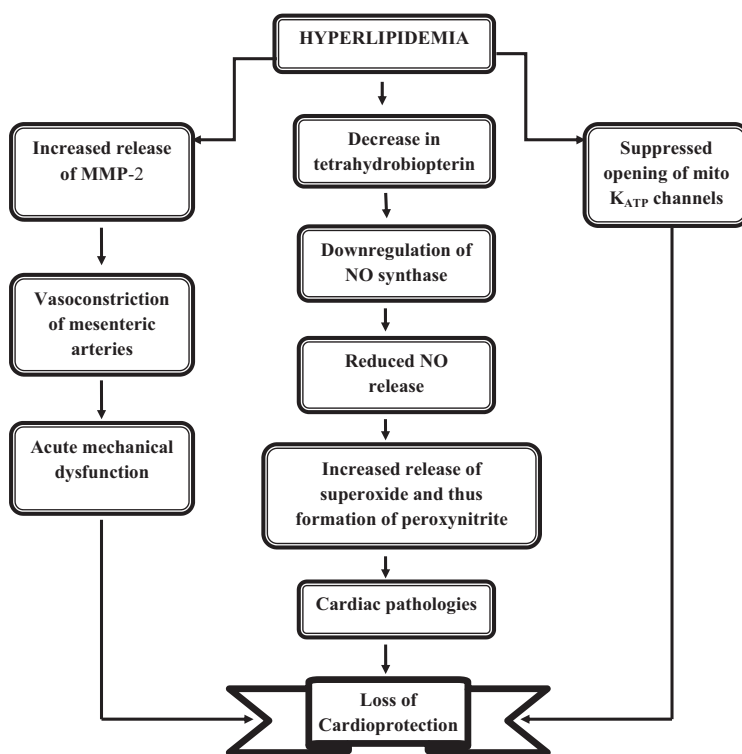 HYPERLIPIDEMIA
Increased release
of MMP-2
Vasoconstriction
of mesenteric
arteries
Acute mechanical
dysfunction
Decrease in
tetrahydrobiopterin
Downregulation of
NO synthase
Reduced NO
release
Increased release of
superoxide and thus
formation of peroxynitrite
Cardiac pathologies
Suppressed
opening of mito
KATP channels
Loss of
Cardioprotection